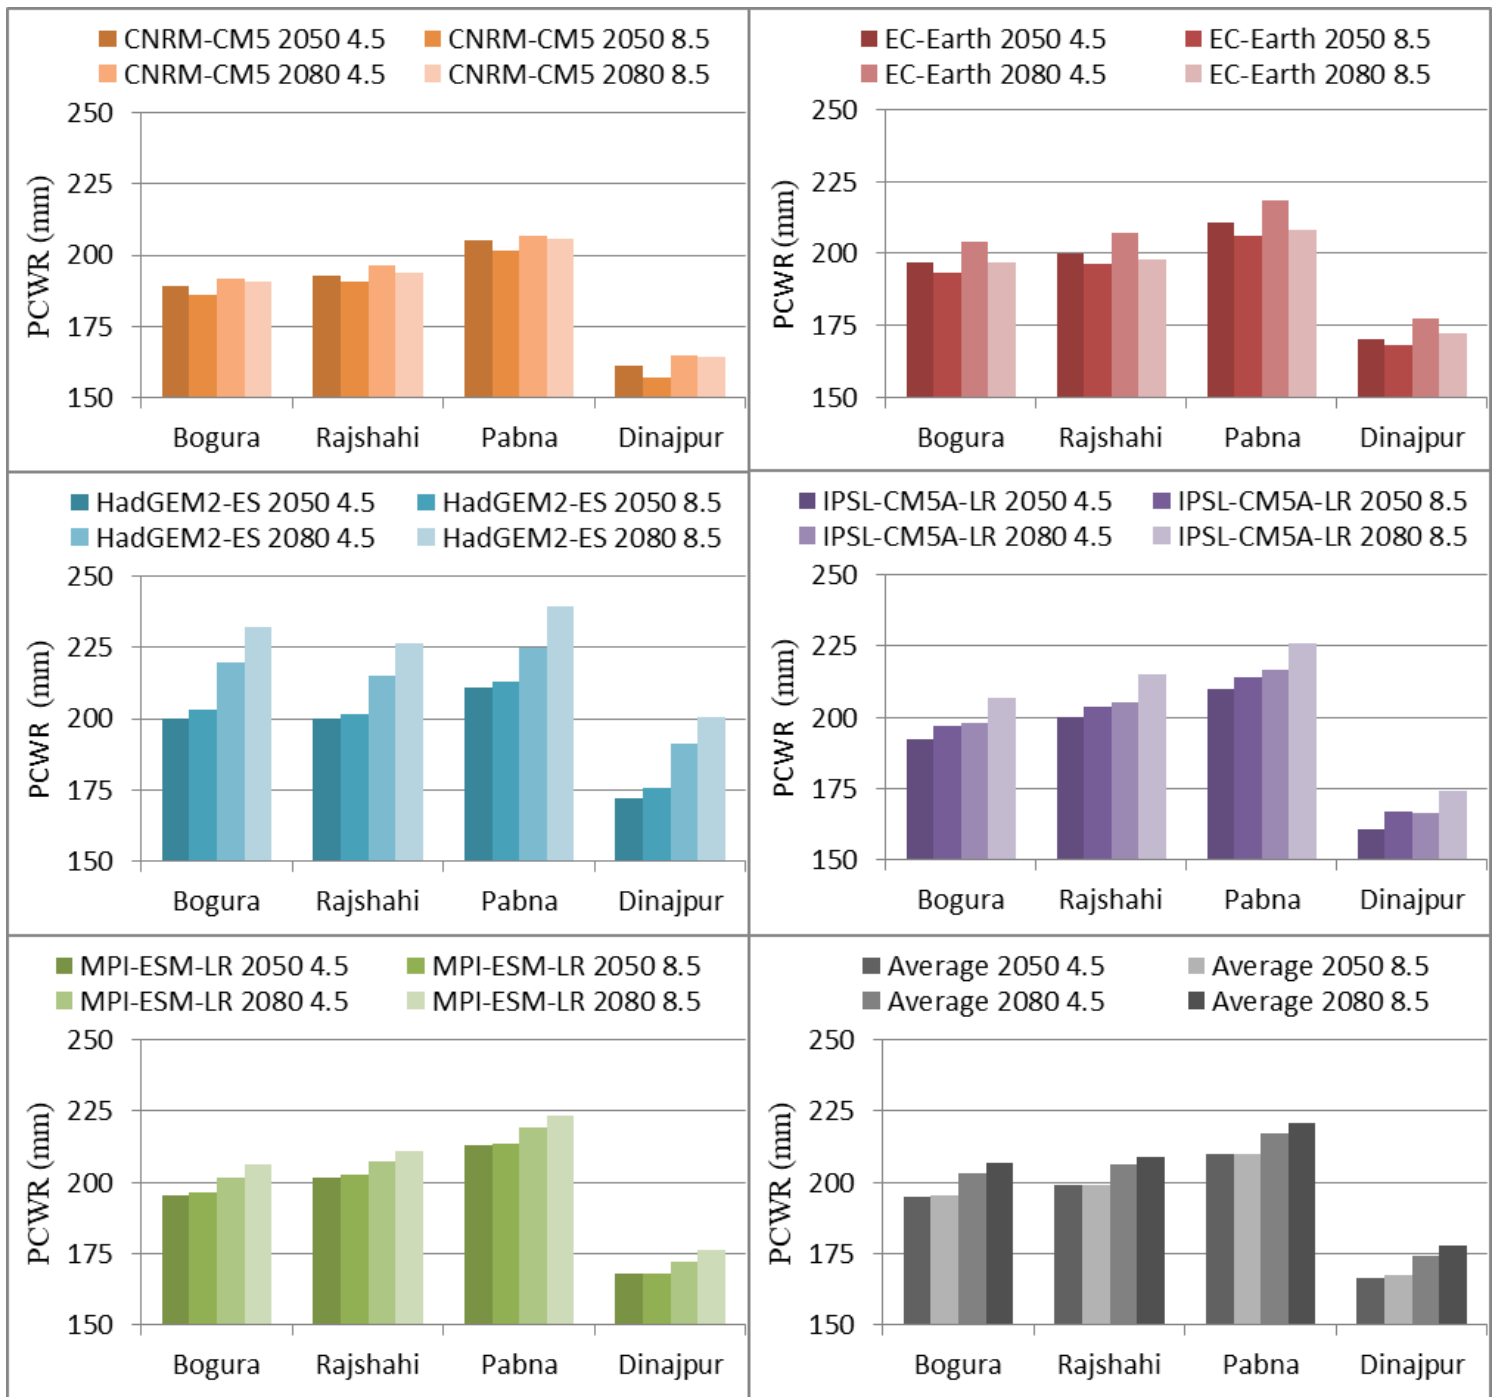 CNRM-CM5 2050 4.5 CNRM-CM5 2050 8.5
CNRM-CM5 2080 4.5 CNRM-CM5 2080 8.5
250
225
200
175
150
PCWR (mm)
Bogura Rajshahi Pabna Dinajpur
EC-Earth 2050 4.5 EC-Earth 2050 8.5
EC-Earth 2080 4.5 EC-Earth 2080 8.5
250
225
200
175
150
PCWR (mm)
Bogura Rajshahi Pabna Dinajpur
HadGEM2-ES 2050 4.5 HadGEM2-ES 2050 8.5
HadGEM2-ES 2080 4.5 HadGEM2-ES 2080 8.5
250
225
200
175
150
PCWR (mm)
Bogura Rajshahi Pabna Dinajpur
IPSL-CM5A-LR 2050 4.5 IPSL-CM5A-LR 2050 8.5
IPSL-CM5A-LR 2080 4.5 IPSL-CM5A-LR 2080 8.5
250
225
200
175
150
PCWR (mm)
Bogura Rajshahi Pabna Dinajpur
MPI-ESM-LR 2050 4.5 MPI-ESM-LR 2050 8.5
MPI-ESM-LR 2080 4.5 MPI-ESM-LR 2080 8.5
250
225
200
175
150
PCWR (mm)
Bogura Rajshahi Pabna Dinajpur
Average 2050 4.5 Average 2050 8.5
Average 2080 4.5 Average 2080 8.5
250
225
200
175
150
PCWR (mm)
Bogura Rajshahi Pabna Dinajpur